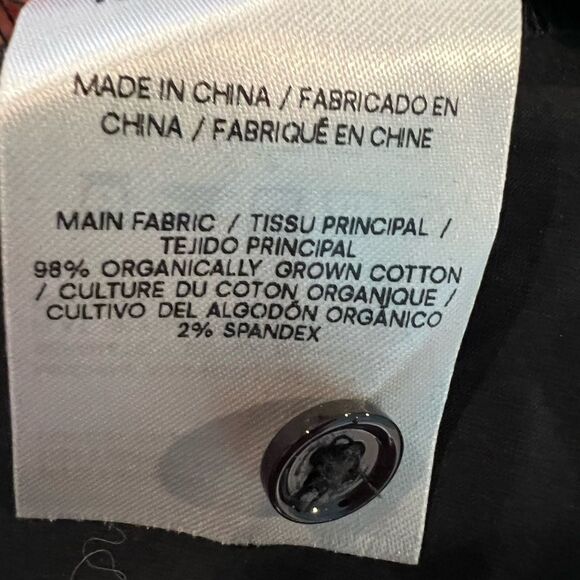 MADE IN CHINA / FABRICADO EN
CHINA / FABRIQUÉ EN CHINE
MAIN FABRIC / TISSU PRINCIPAL /
TEJIDO PRINCIPAL
98% ORGANICALLY GROWN COTTON
/ CULTURE DU COTON ORGANIQUE /
CULTIVO DEL ALGODÓN ORGÁNICO
2% SPANDEX